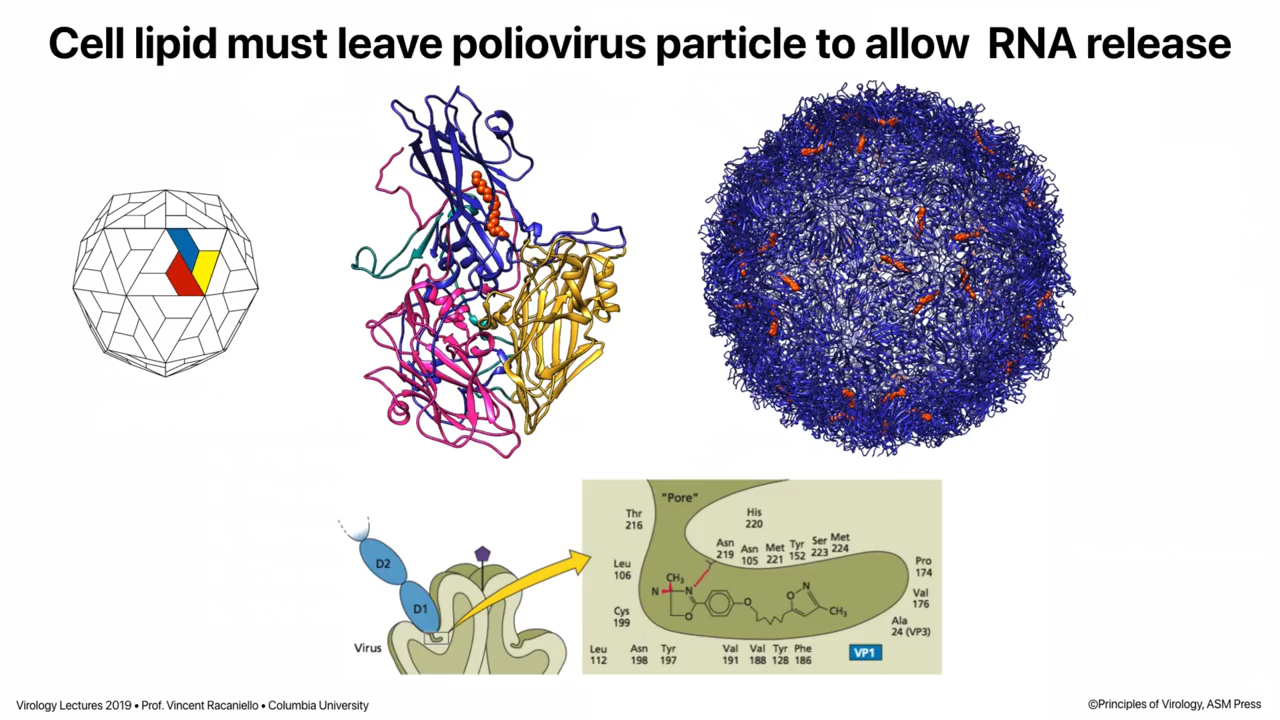 Cell lipid must leave poliovirus particle to allow RNA release
D2
D1
Virus
"Pore"
Thr
216
His
220
Asn
219
Asn
105
Met
221
Tyr
152
Ser
223
Met
224
Leu
106
Pro
174
CH₃
N
N
O
O
O
N
CH₃
Val
176
Cys
199
Ala
24 (VP3)
Leu
112
Asn
198
Tyr
197
Val
191
Val
188
Tyr
128
Phe
186
VP1
Virology Lectures 2019 • Prof. Vincent Racaniello • Columbia University
©Principles of Virology, ASM Press